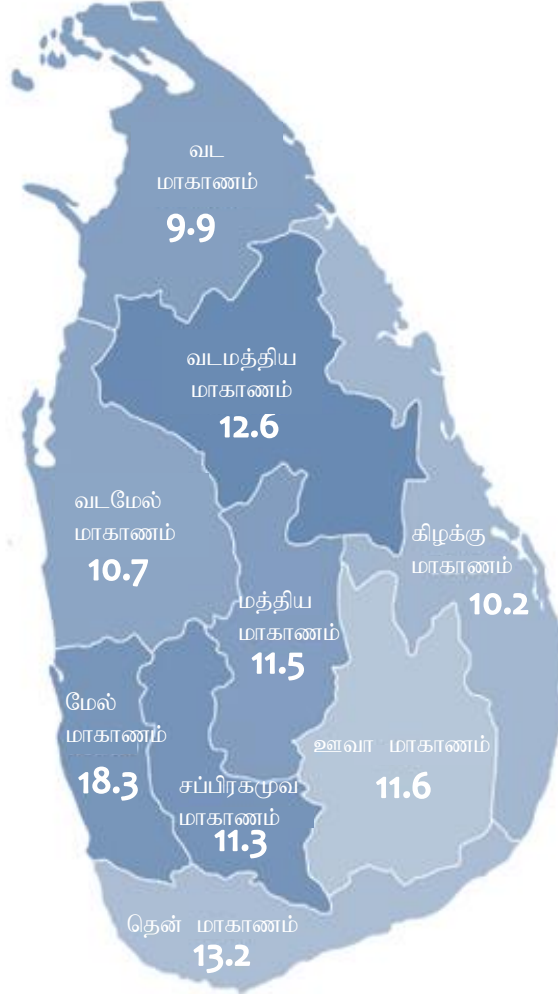 வட
மாகாணம்
9.9
வடமத்திய
மாகாணம்
12.6
வடமேல்
மாகாணம்
10.7
கிழக்கு
மாகாணம்
10.2
மத்திய
மாகாணம்
11.5
மேல்
மாகாணம்
18.3
ஊவா மாகாணம்
11.6
சப்பிரகமுவ
மாகாணம்
11.3
தென் மாகாணம்
13.2